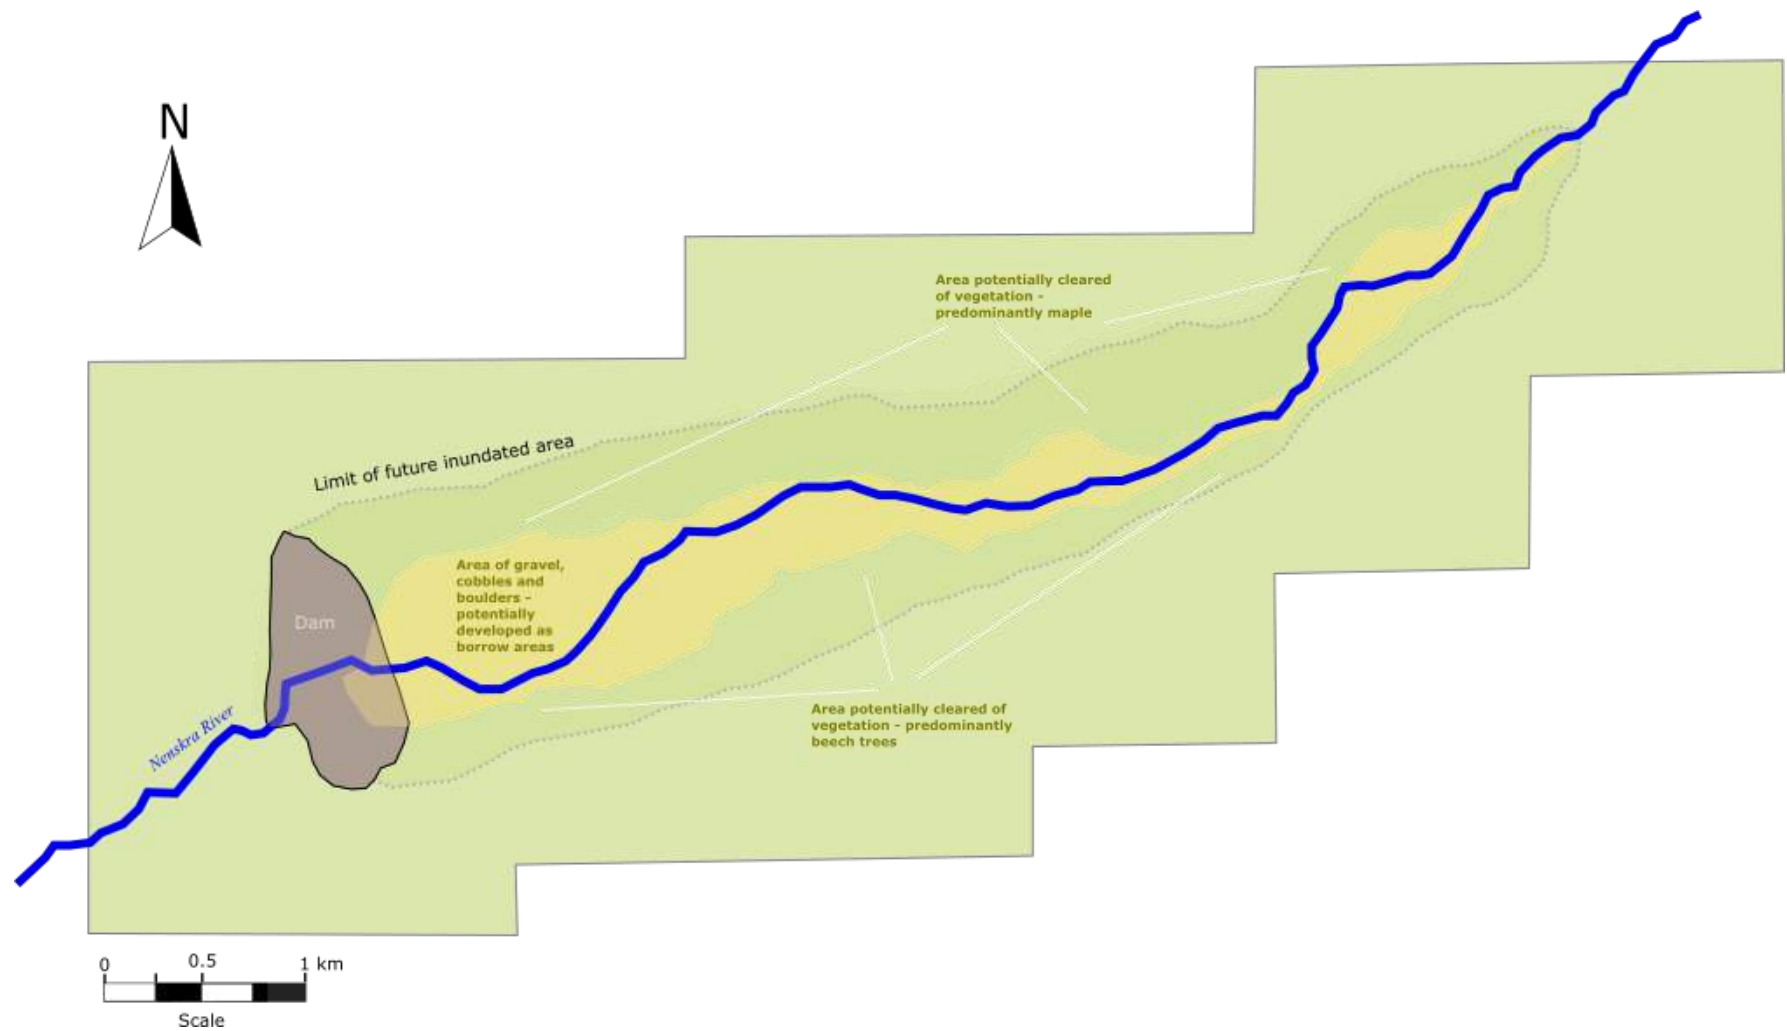 N
Area potentially cleared
of vegetation -
predominantly maple
Limit of future inundated area
Area of gravel,
cobbles and
boulders -
potentially
developed as
borrow areas
Dam
Nenskra River
Area potentially cleared of
vegetation - predominantly
beech trees
0 0.5 1 km
Scale